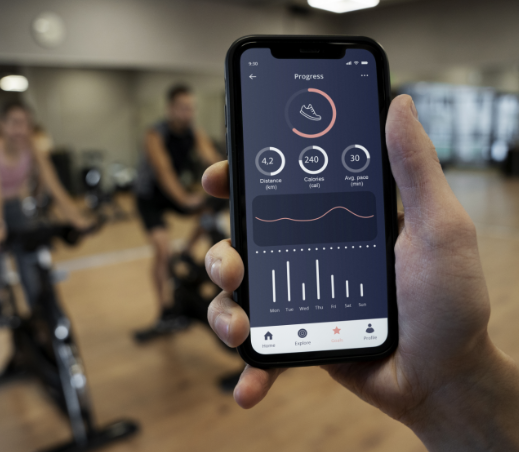 9:30
Progress
4,2
240
30
Distance
(km)
Calories
(cal)
Avg. pace
(min)
Mon Tue Wed Thu Fri Sat Sun
Home
Explore
Profile